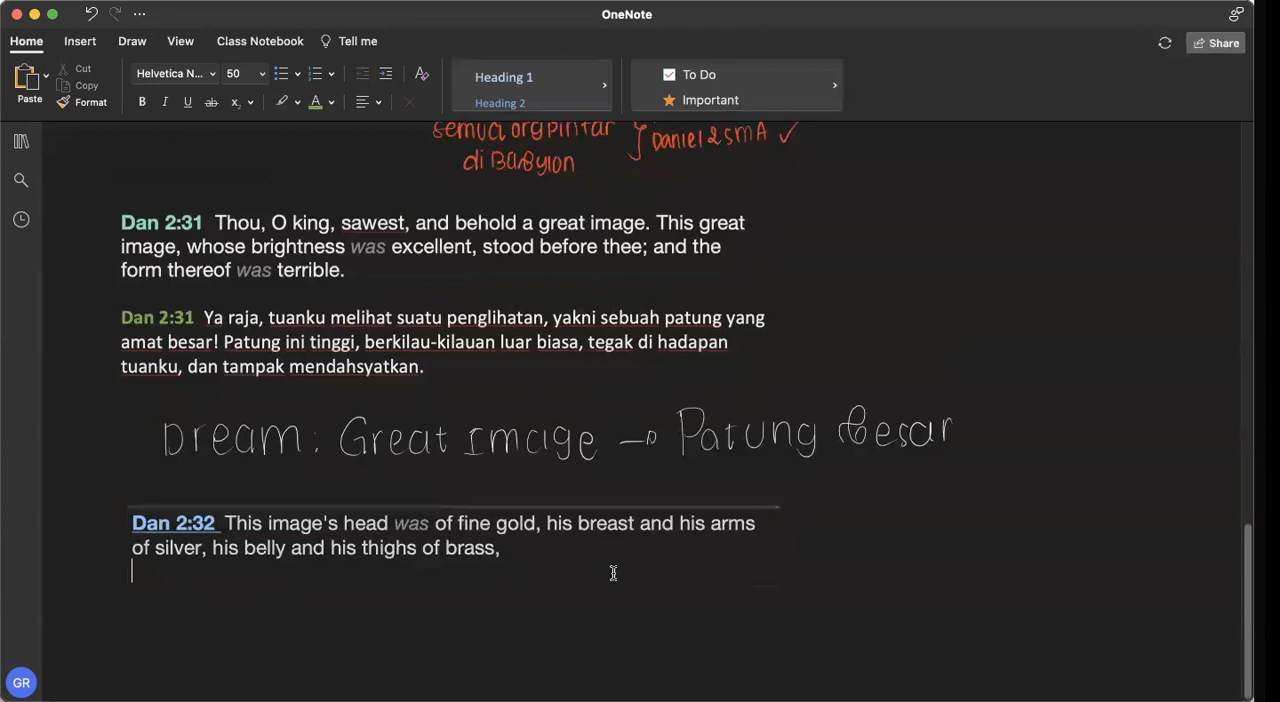 OneNote
Home Insert Draw View Class Notebook Tell me
Share
Paste
Cut
Copy
Format
Helvetica N... 50
B I U ab x₂ A
Heading 1
Heading 2
To Do
Important
semua org pintar
di Babylon
Daniel 2 SMA ✓
Dan 2:31 Thou, O king, sawest, and behold a great image. This great
image, whose brightness was excellent, stood before thee; and the
form thereof was terrible.
Dan 2:31 Ya raja, tuanku melihat suatu penglihatan, yakni sebuah patung yang
amat besar! Patung ini tinggi, berkilau-kilauan luar biasa, tegak di hadapan
tuanku, dan tampak mendahsyatkan.
Dream: Great Image → Patung Besar
Dan 2:32 This image's head was of fine gold, his breast and his arms
of silver, his belly and his thighs of brass,
GR